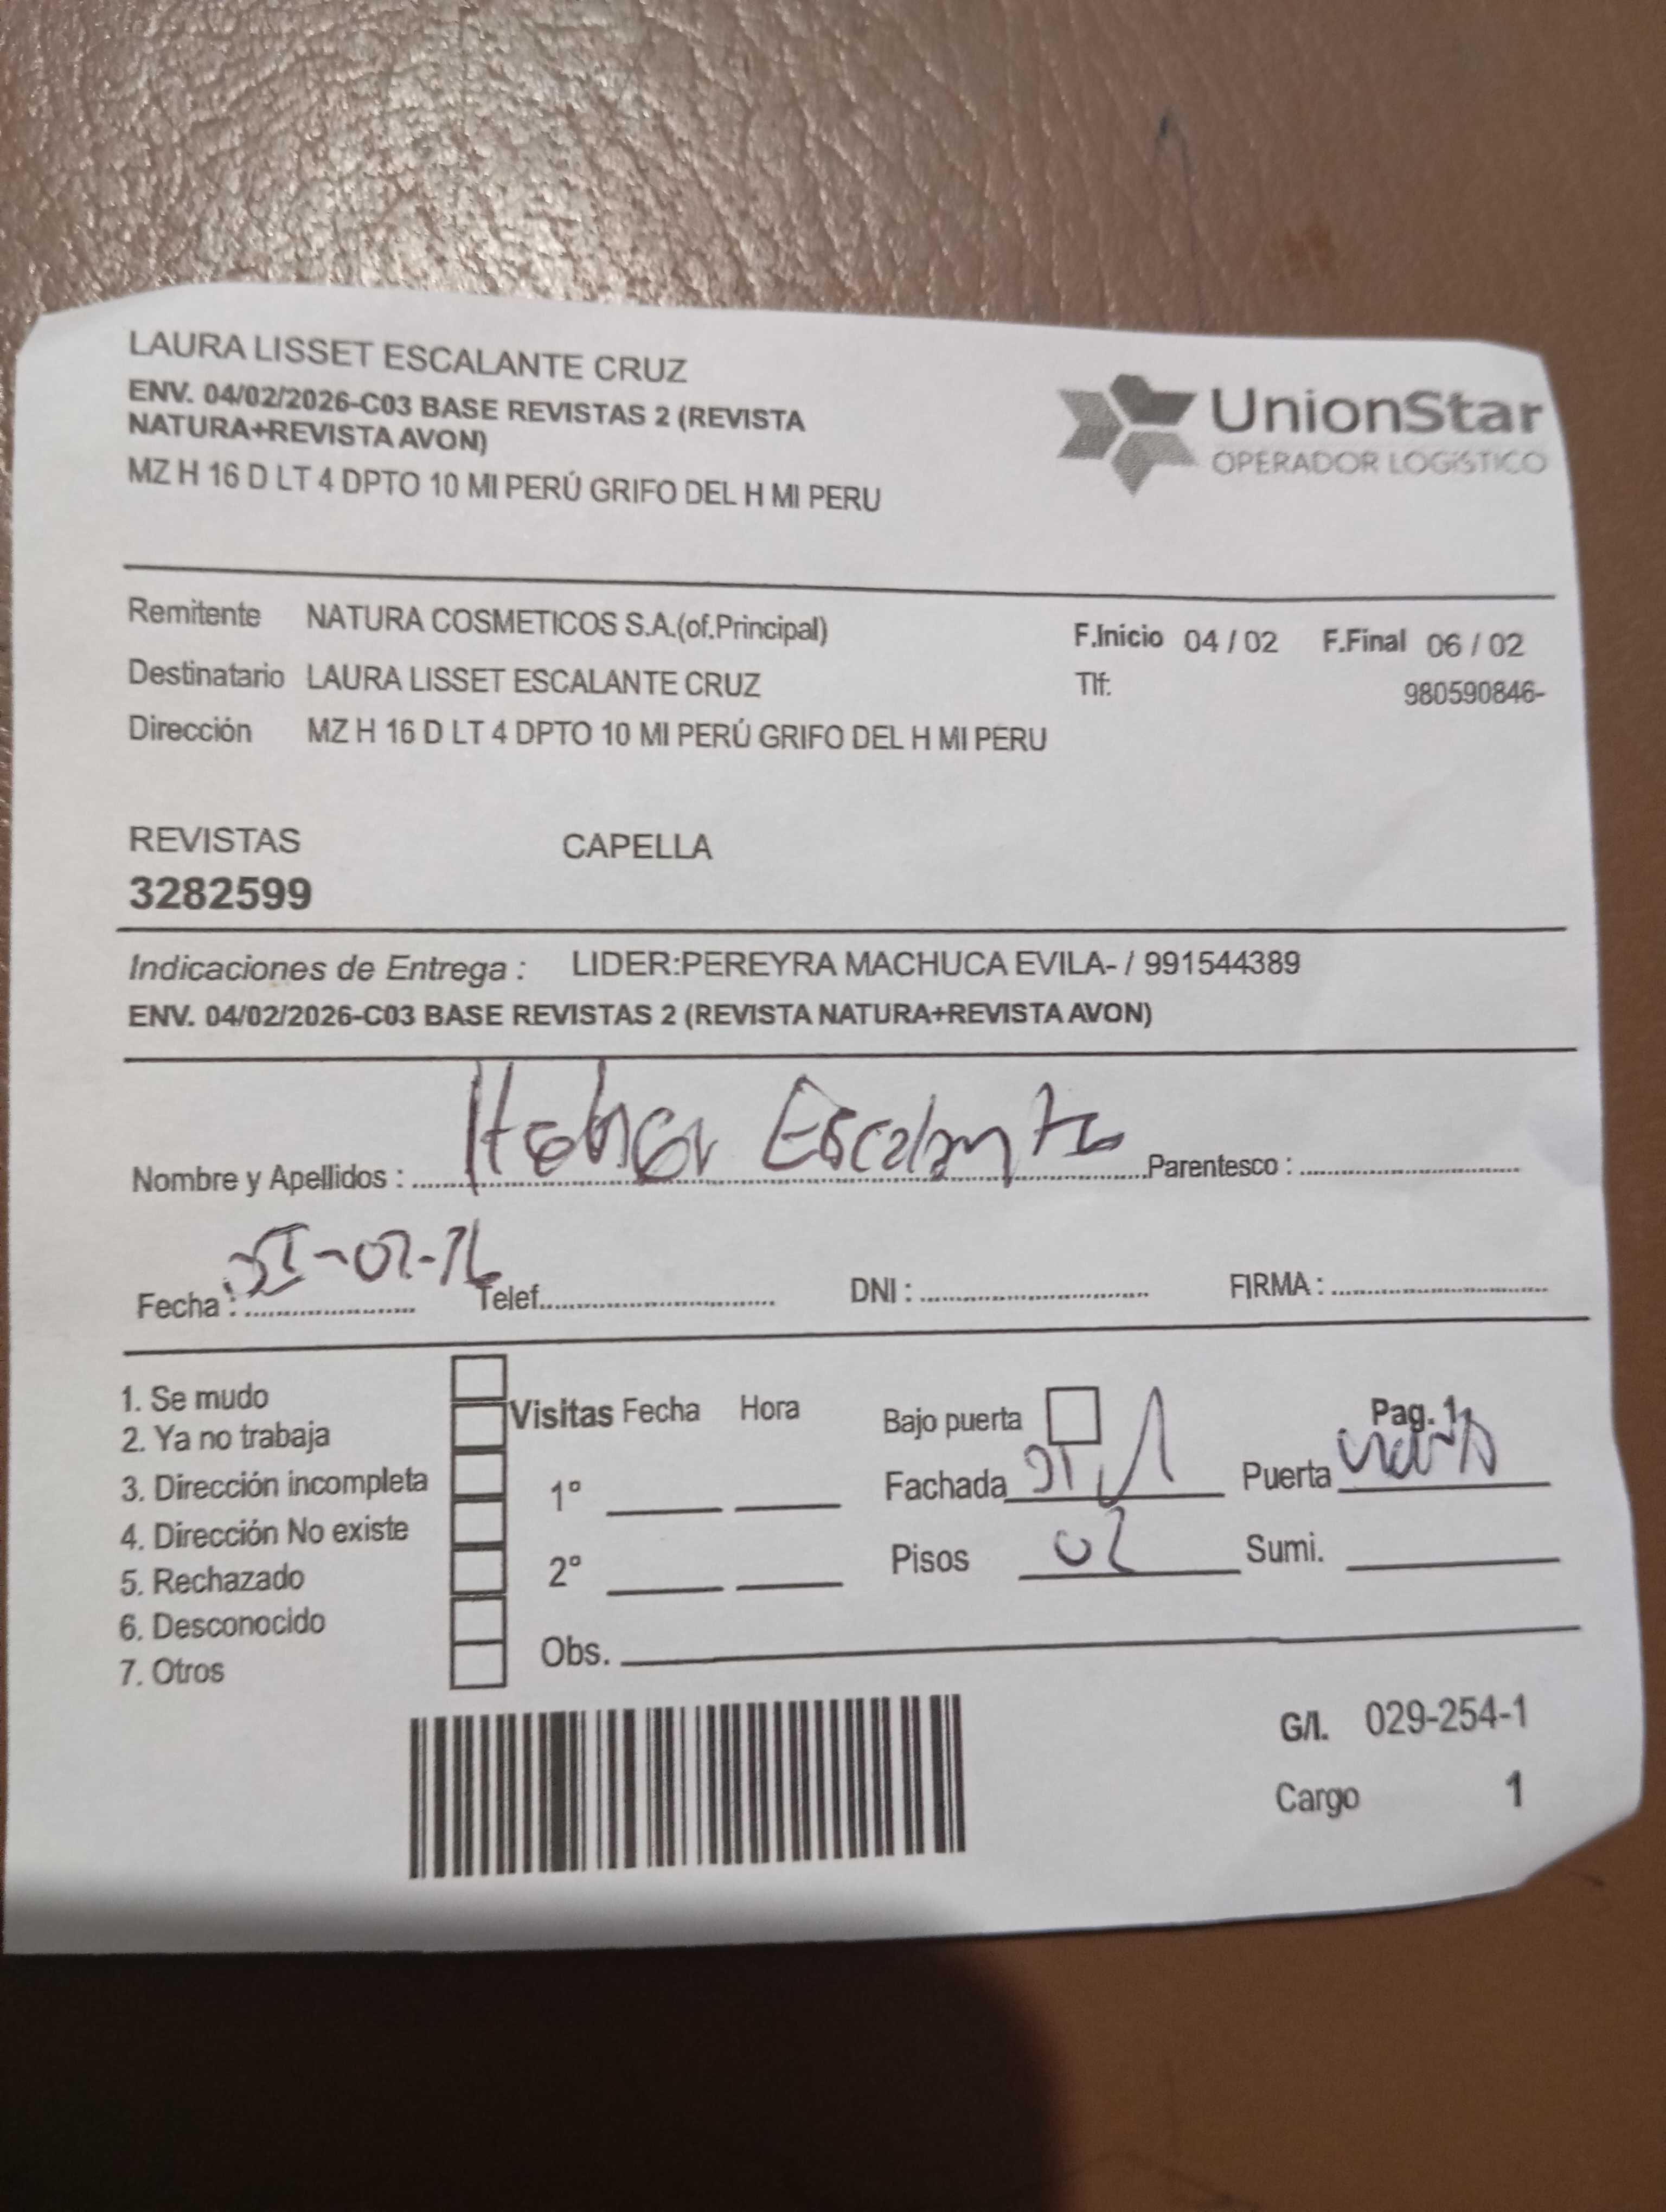 LAURA LISSET ESCALANTE CRUZ
ENV. 04/02/2026-C03 BASE REVISTAS 2 (REVISTA
NATURA+REVISTA AVON)
MZ H 16 D LT 4 DPTO 10 MI PERÚ GRIFO DEL H MI PERU
UnionStar
OPERADOR LOGÍSTICO
Remitente NATURA COSMETICOS S.A.(of.Principal) F.Inicio 04 / 02 F.Final 06 / 02
Destinatario LAURA LISSET ESCALANTE CRUZ Tlf: 980590846-
Dirección MZ H 16 D LT 4 DPTO 10 MI PERÚ GRIFO DEL H MI PERU
REVISTAS CAPELLA
3282599
Indicaciones de Entrega : LIDER:PEREYRA MACHUCA EVILA- / 991544389
ENV. 04/02/2026-C03 BASE REVISTAS 2 (REVISTA NATURA+REVISTA AVON)
Nombre y Apellidos : Escalante Parentesco :
Fecha : Telef. DNI : FIRMA :
1. Se mudo
2. Ya no trabaja
3. Dirección incompleta
4. Dirección No existe
5. Rechazado
6. Desconocido
7. Otros
Visitas Fecha Hora
1º
2º
Obs.
Bajo puerta Pag. 1
Fachada Puerta
Pisos 02 Sumi.
G/I. 029-254-1
Cargo 1